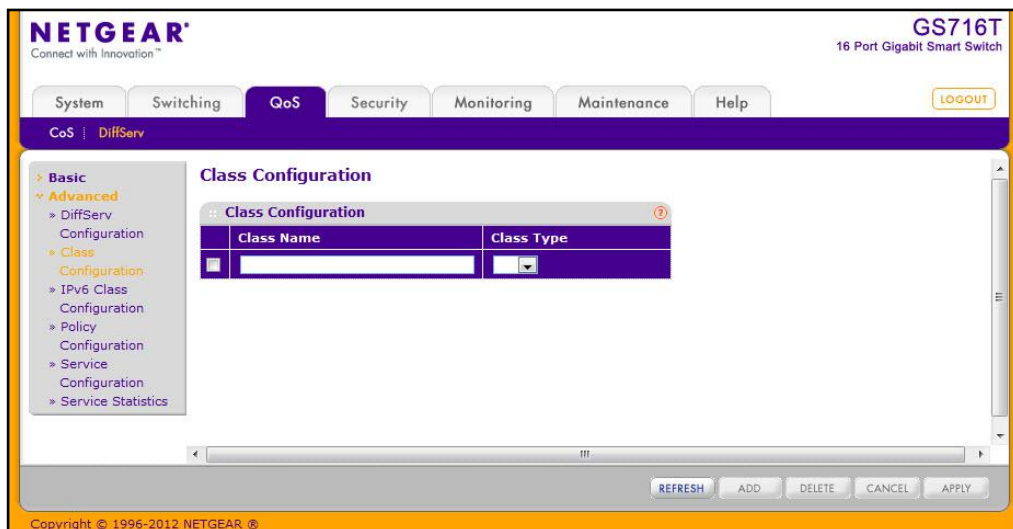 NETGEAR®
Connect with Innovation™
GS716T
16 Port Gigabit Smart Switch
System Switching QoS Security Monitoring Maintenance Help LOGOUT
CoS | DiffServ
Basic
Advanced
» DiffServ
Configuration
» Class
Configuration
» IPv6 Class
Configuration
» Policy
Configuration
» Service
Configuration
» Service Statistics
Class Configuration
Class Configuration ?
Class Name Class Type
REFRESH ADD DELETE CANCEL APPLY
Copyright © 1996-2012 NETGEAR ®